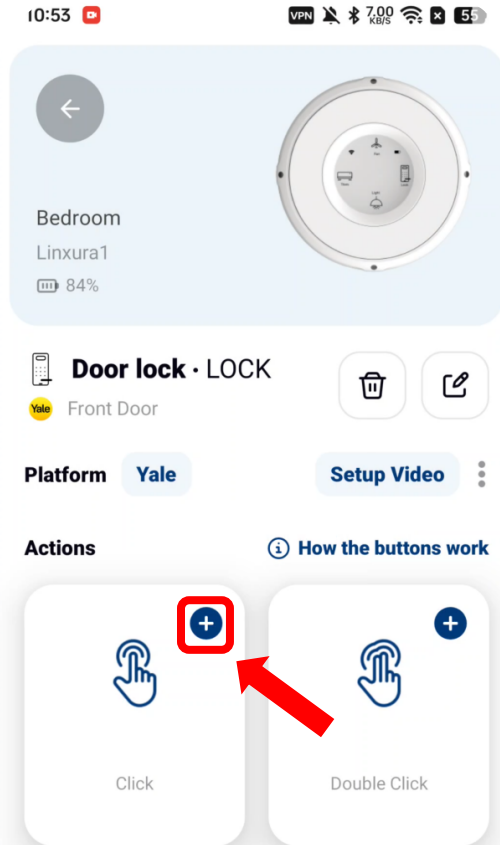 10:53 VPN 7.00 KB/S 55
Bedroom
Linxura1
84%
Door lock · LOCK
Yale Front Door
Platform Yale Setup Video
Actions How the buttons work
Click Double Click